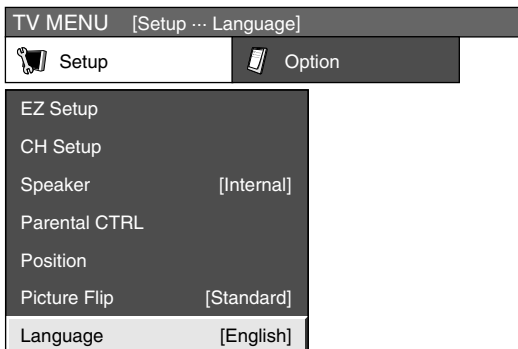 TV MENU [Setup ··· Language]
Setup Option
EZ Setup
CH Setup
Speaker [Internal]
Parental CTRL
Position
Picture Flip [Standard]
Language [English]